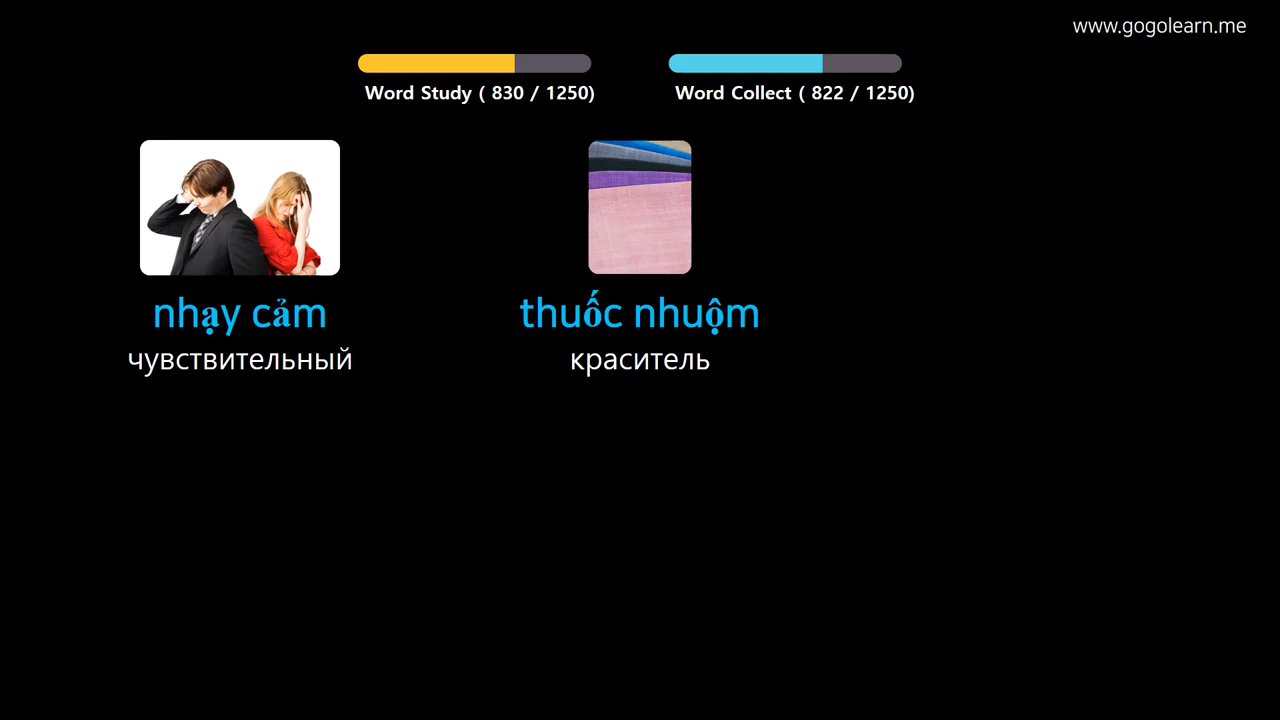 www.gogolearn.me
Word Study ( 830 / 1250)
Word Collect ( 822 / 1250)
nhạy cảm
чувствительный
thuốc nhuộm
краситель